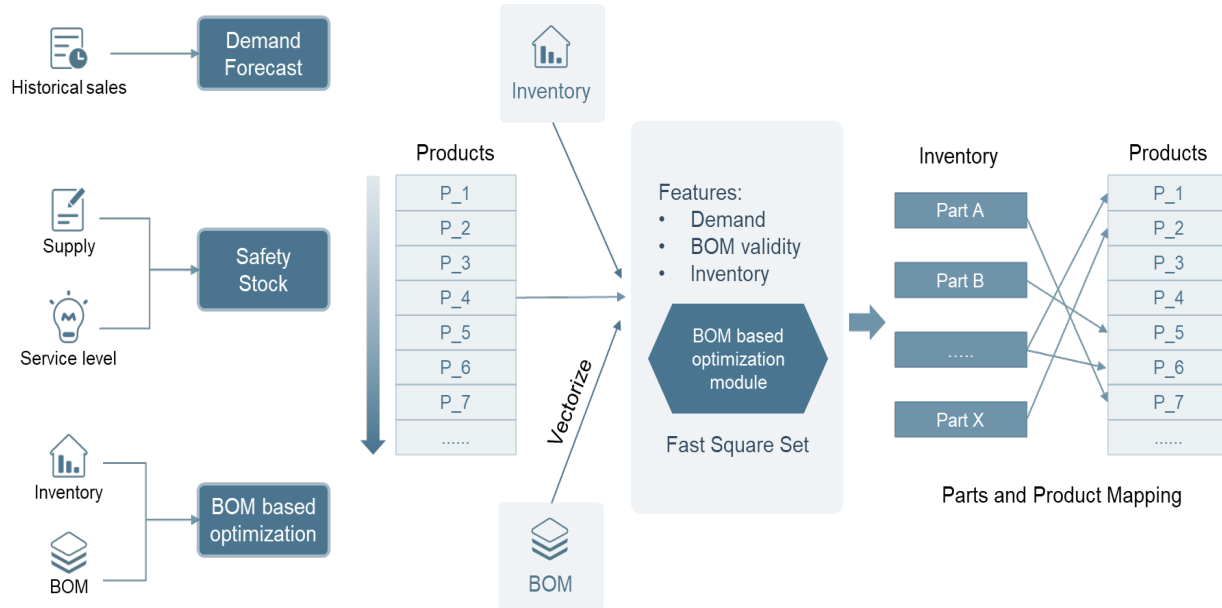 Historical sales
Demand
Forecast
Supply
Service level
Safety
Stock
Inventory
BOM
BOM based
optimization
Products
P_1
P_2
P_3
P_4
P_5
P_6
P_7
......
Inventory
Vectorize
BOM
Features:
• Demand
• BOM validity
• Inventory
BOM based
optimization
module
Fast Square Set
Inventory
Part A
Part B
.....
Part X
Products
P_1
P_2
P_3
P_4
P_5
P_6
P_7
......
Parts and Product Mapping